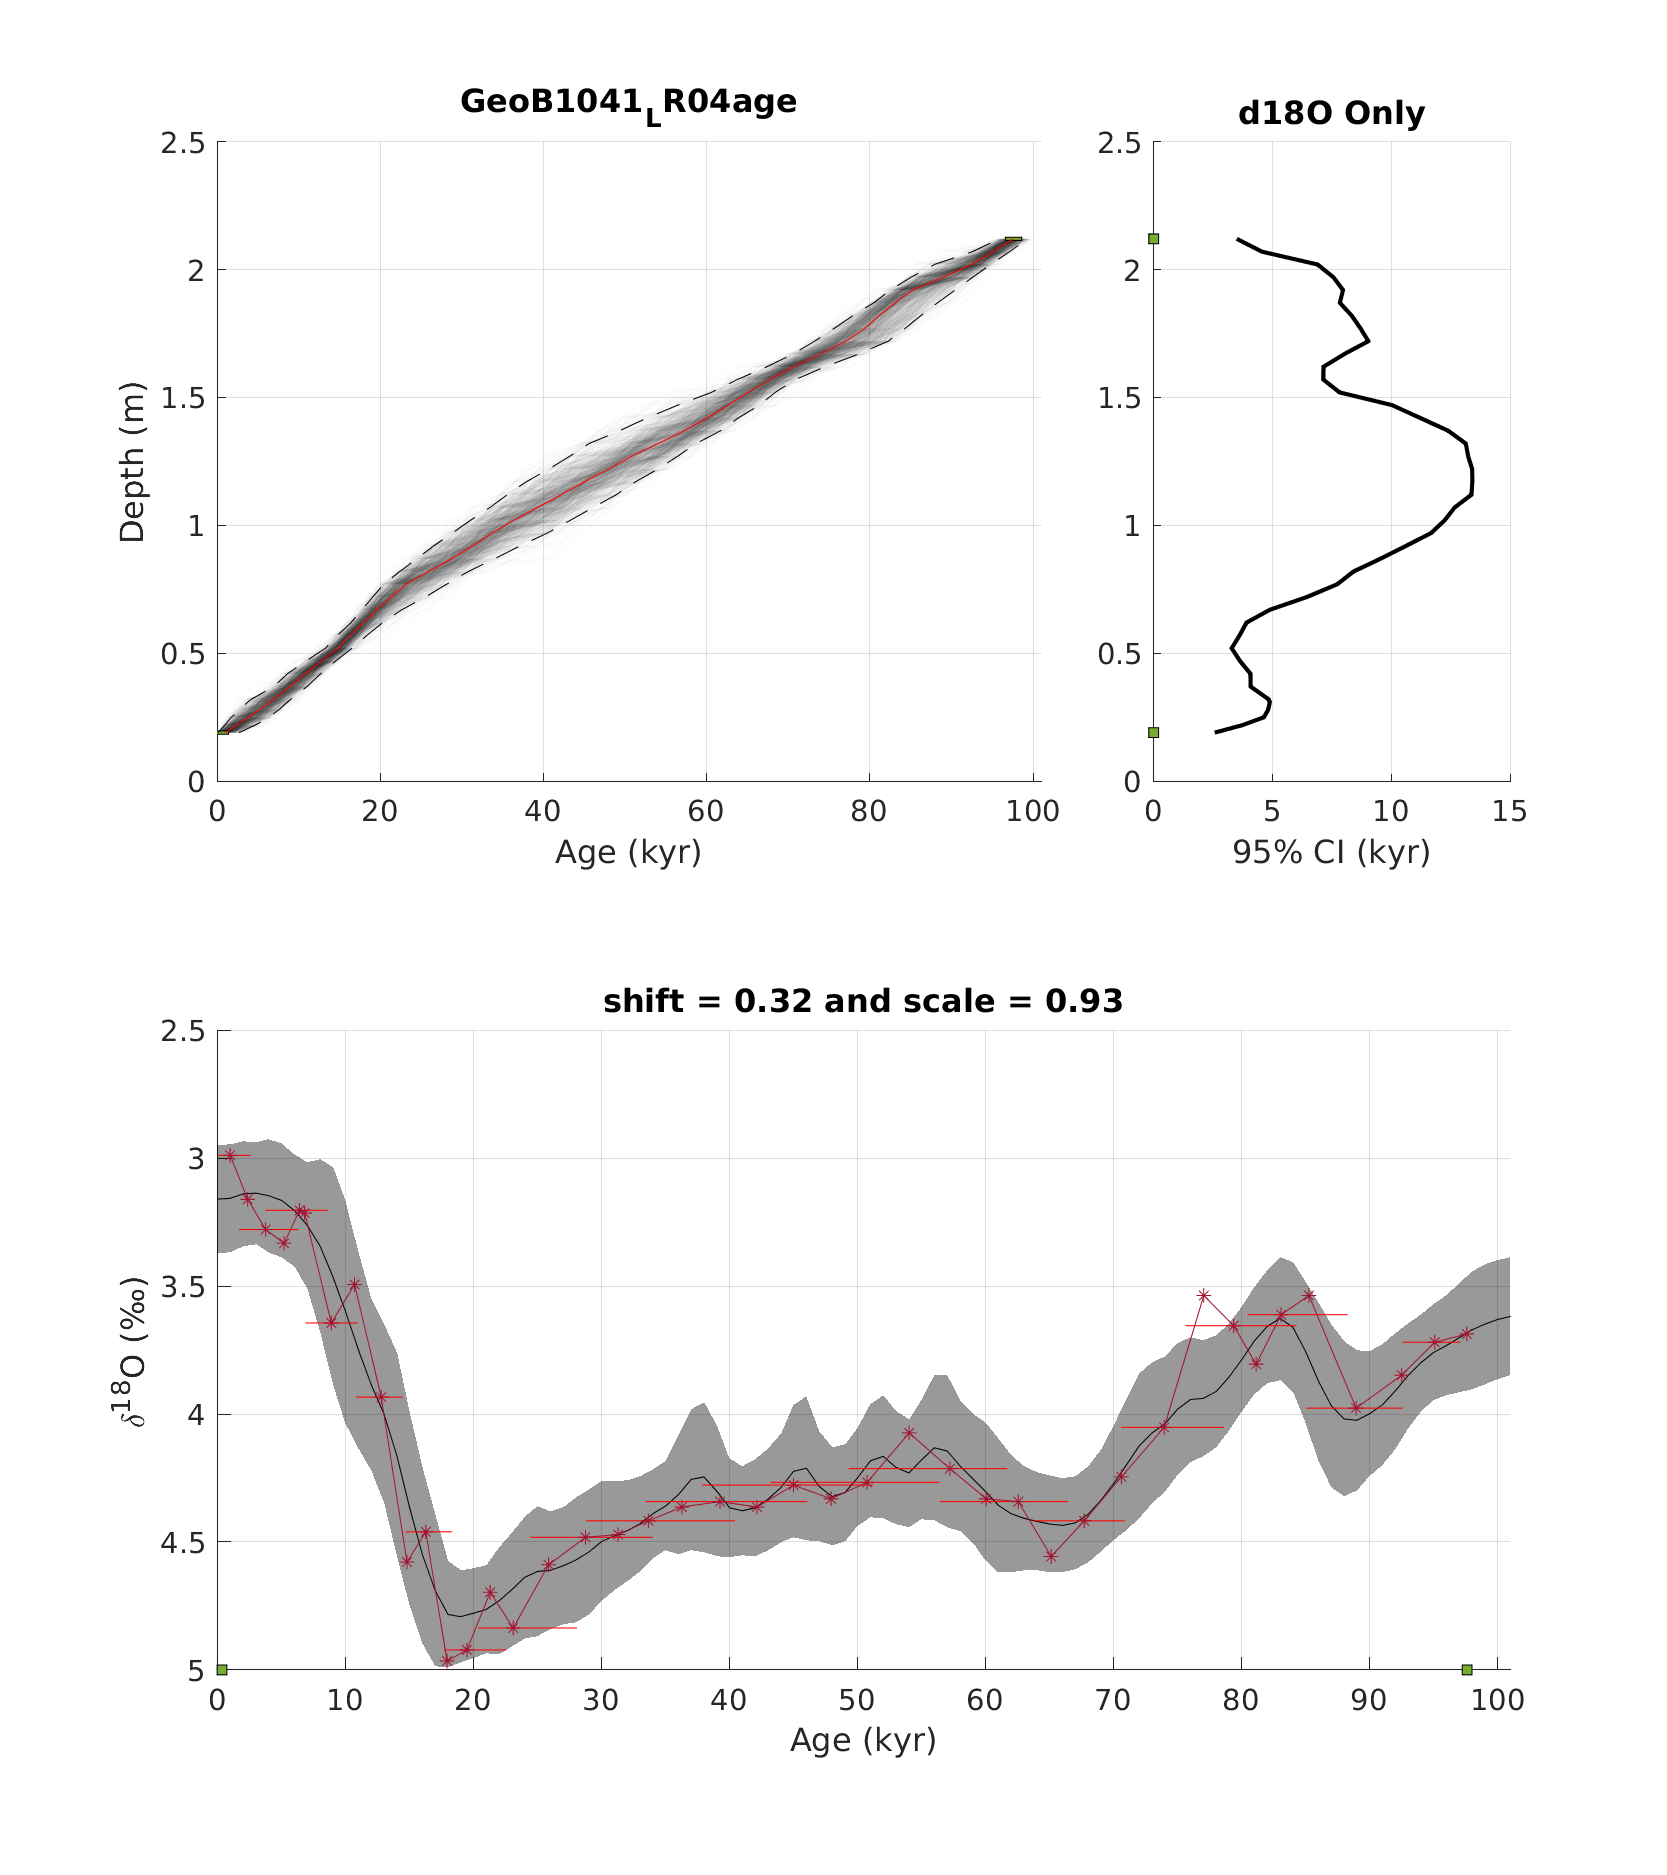 GeoB1041LR04age
d18O Only
2.5
2
1.5
1
0.5
0
Depth (m)
0 20 40 60 80 100
Age (kyr)
2.5
2
1.5
1
0.5
0
0 5 10 15
95% CI (kyr)
shift = 0.32 and scale = 0.93
2.5
3
3.5
4
4.5
5
δ18O (‰)
0 10 20 30 40 50 60 70 80 90 100
Age (kyr)